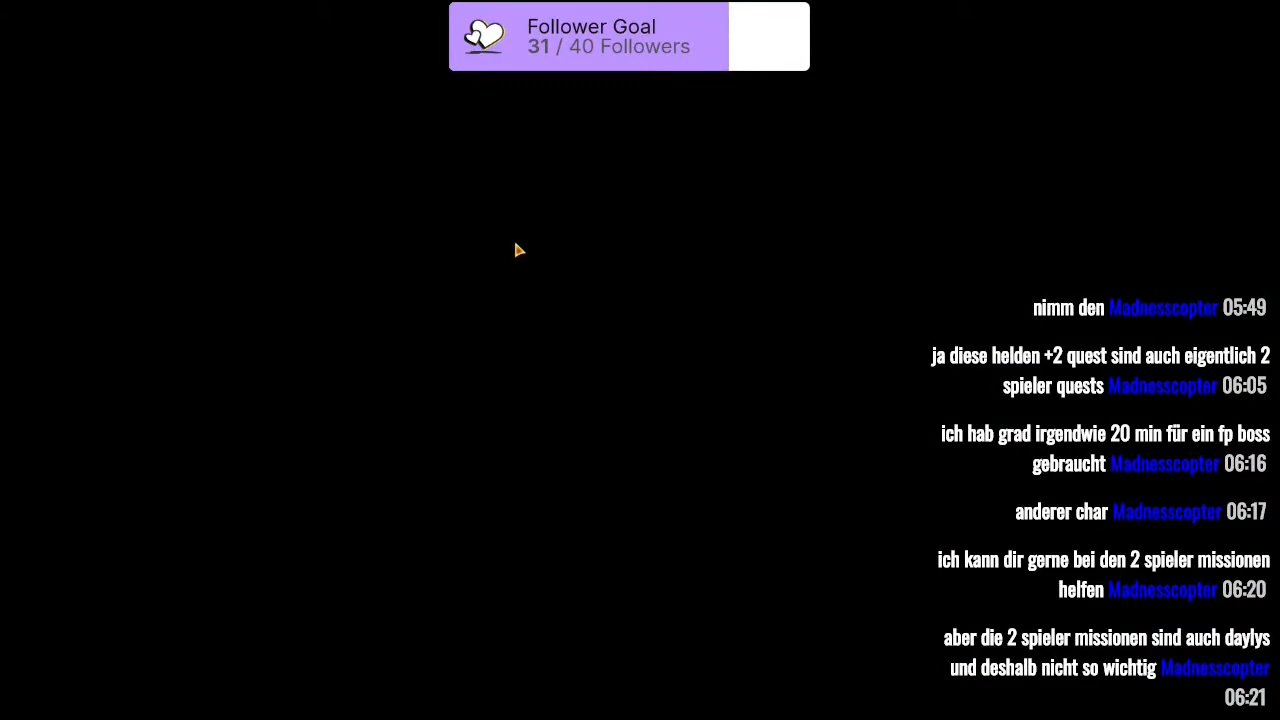 Follower Goal
31 / 40 Followers
nimm den Madnesscopter 05:49
ja diese helden +2 quest sind auch eigentlich 2
spieler quests Madnesscopter 06:05
ich hab grad irgendwie 20 min für ein fp boss
gebraucht Madnesscopter 06:16
anderer char Madnesscopter 06:17
ich kann dir gerne bei den 2 spieler missionen
helfen Madnesscopter 06:20
aber die 2 spieler missionen sind auch daylys
und deshalb nicht so wichtig Madnesscopter
06:21